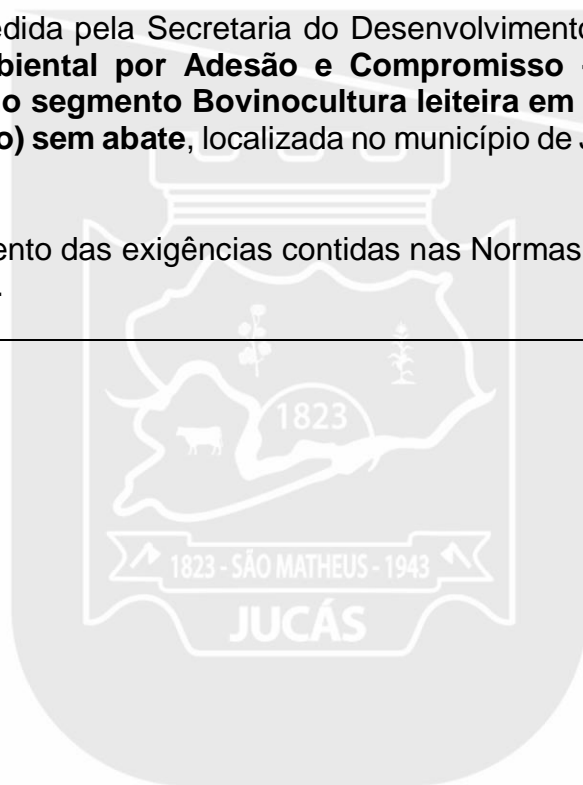 edida pela Secretaria do Desenvolvimento
biental por Adesão e Compromisso -
o segmento Bovinocultura leiteira em
o) sem abate, localizada no município de
ento das exigências contidas nas Normas
.
1823
1823 - SÃO MATHEUS - 1943
JUCÁS